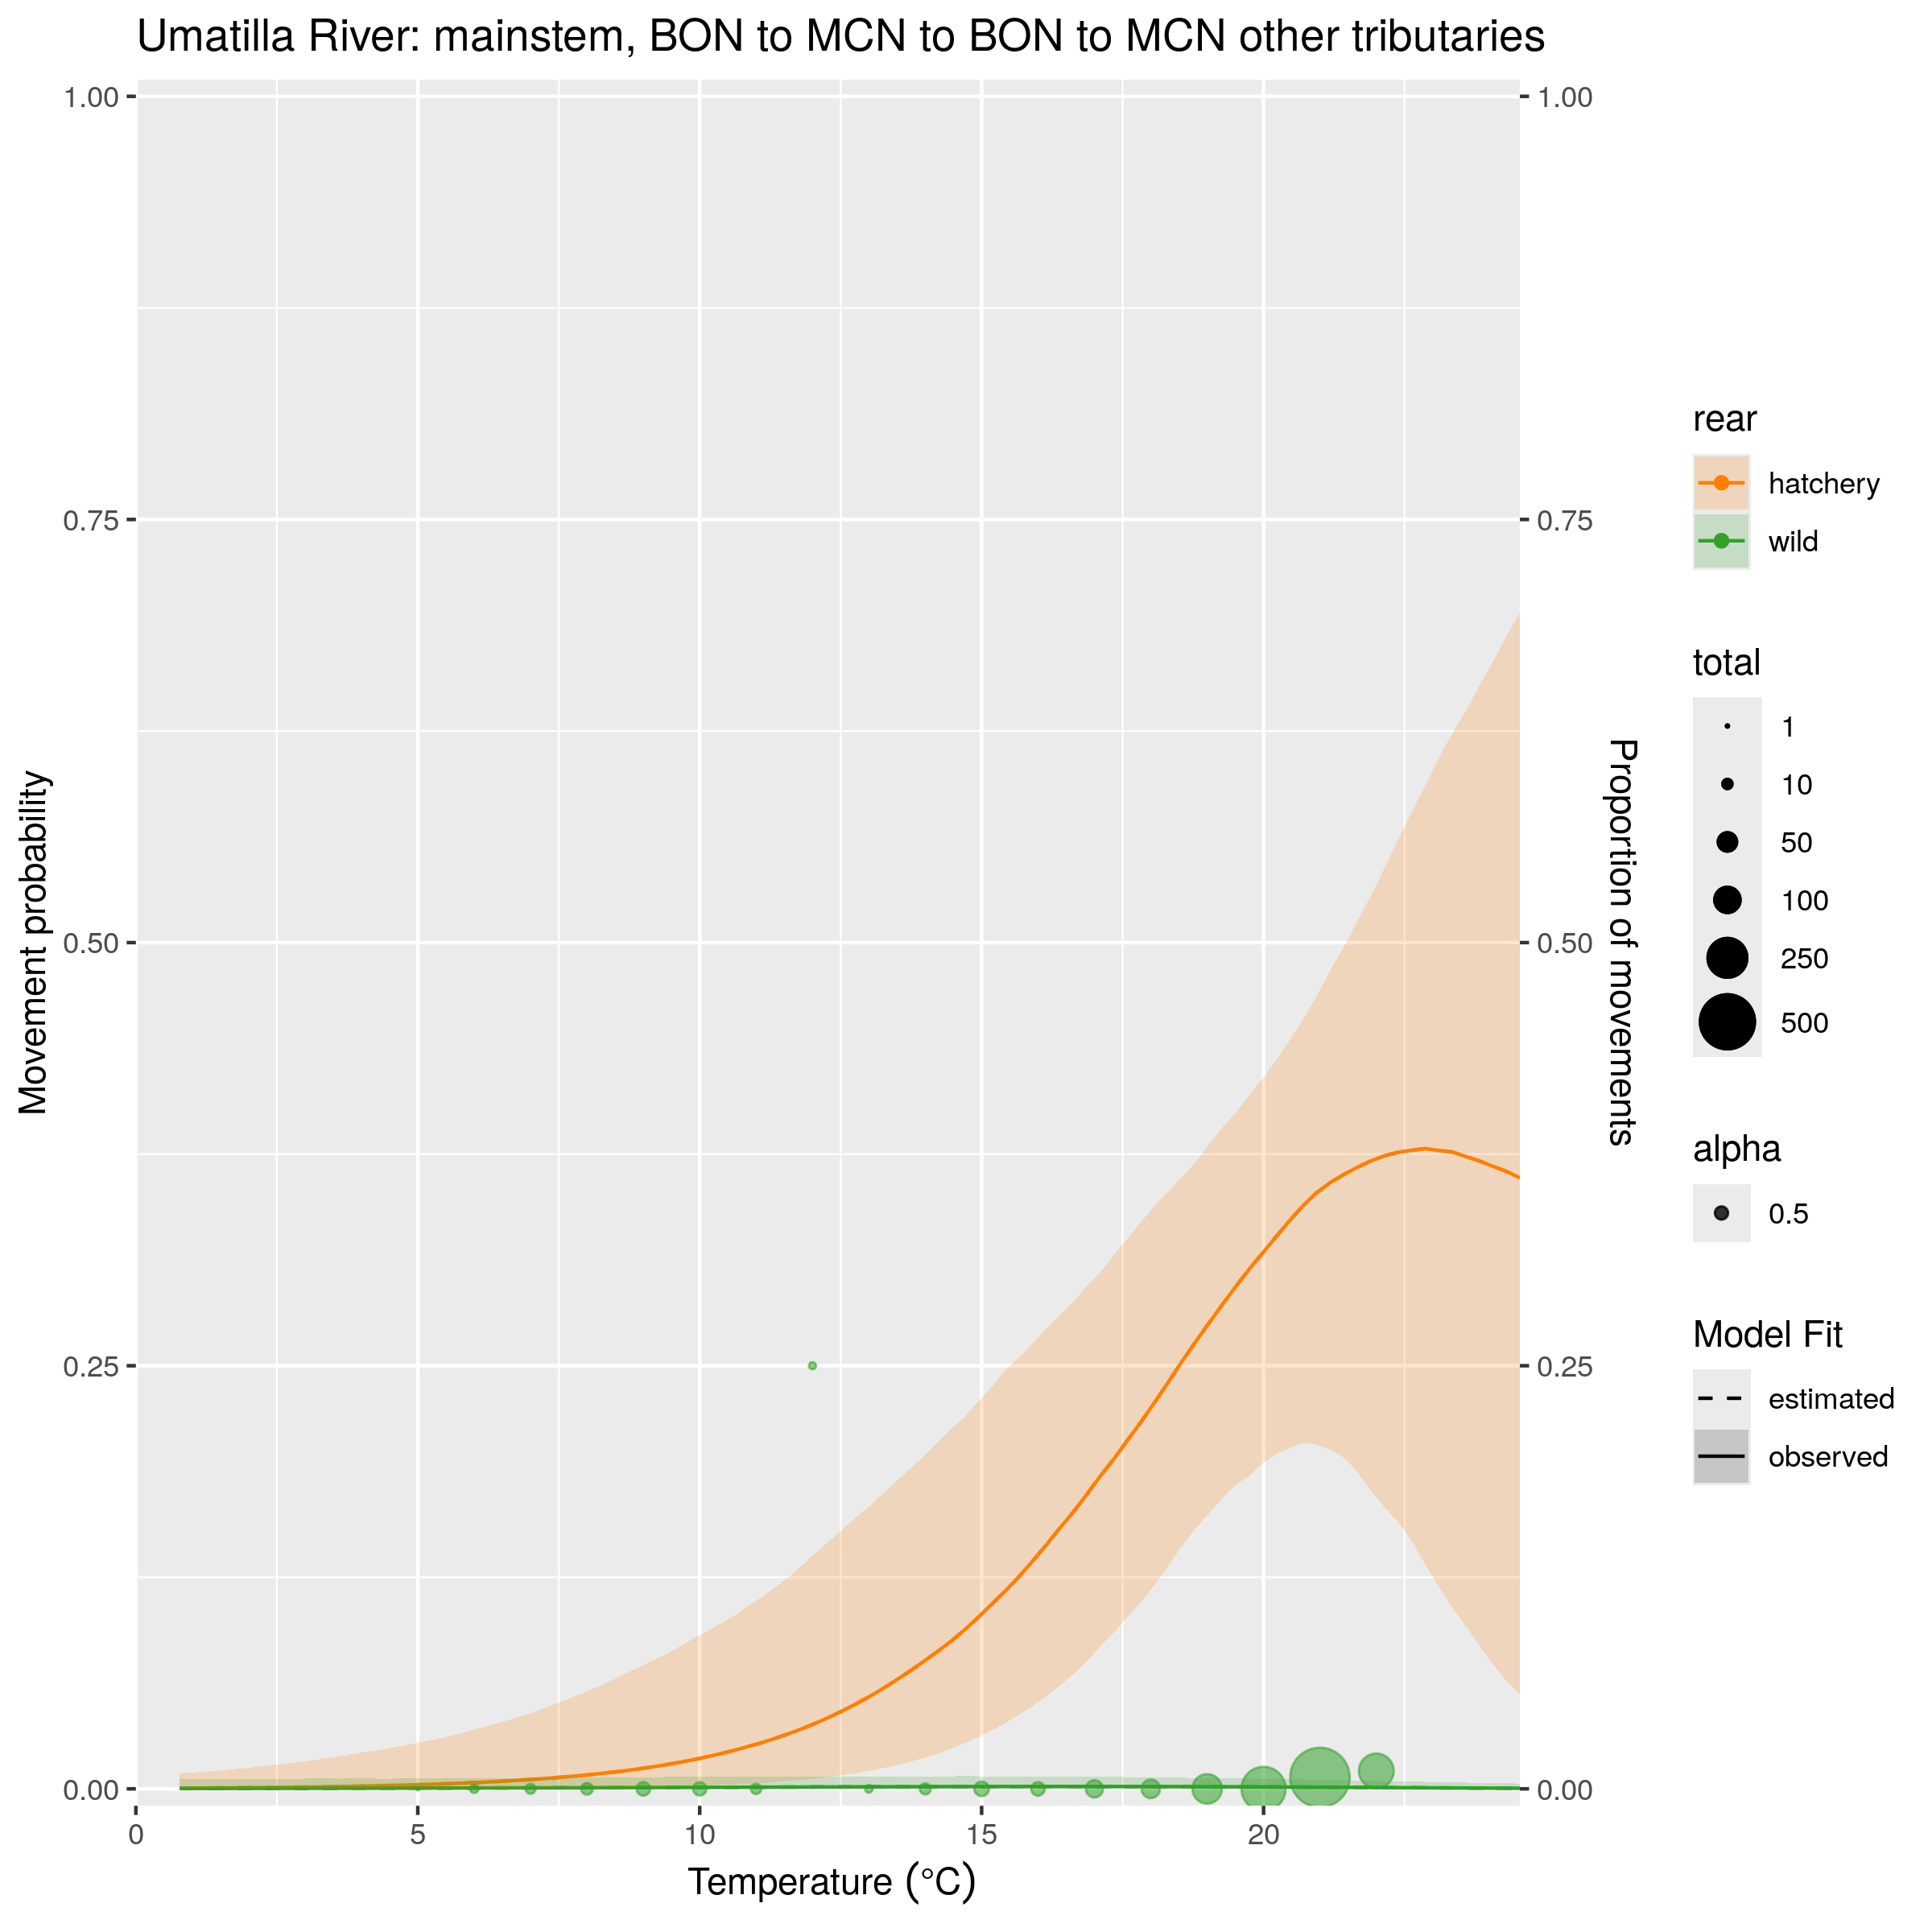 Umatilla River: mainstem, BON to MCN to BON to MCN other tributaries
Movement probability
1.00
0.75
0.50
0.25
0.00
0
5
10
15
20
Temperature (°C)
1.00
0.75
0.50
0.25
0.00
Proportion of movements
rear
hatchery
wild
total
1
10
50
100
250
500
alpha
0.5
Model Fit
estimated
observed